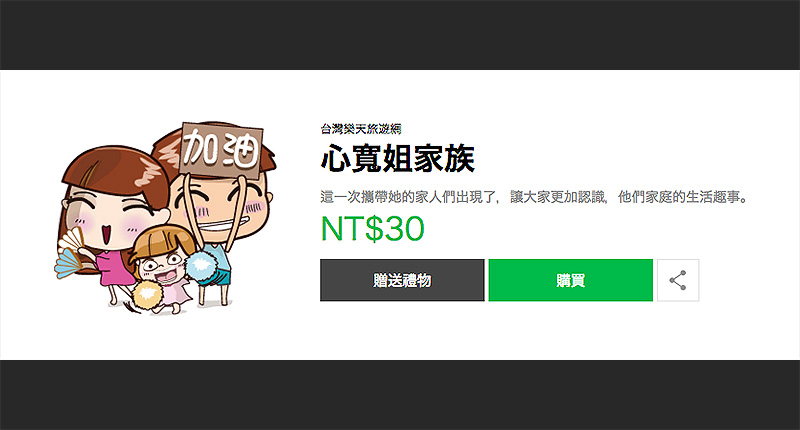 加油
台灣樂天旅遊網
心寬姐家族
這一次攜帶她的家人們出現了，讓大家更加認識，他們家庭的生活趣事。
NT$30
贈送禮物
購買